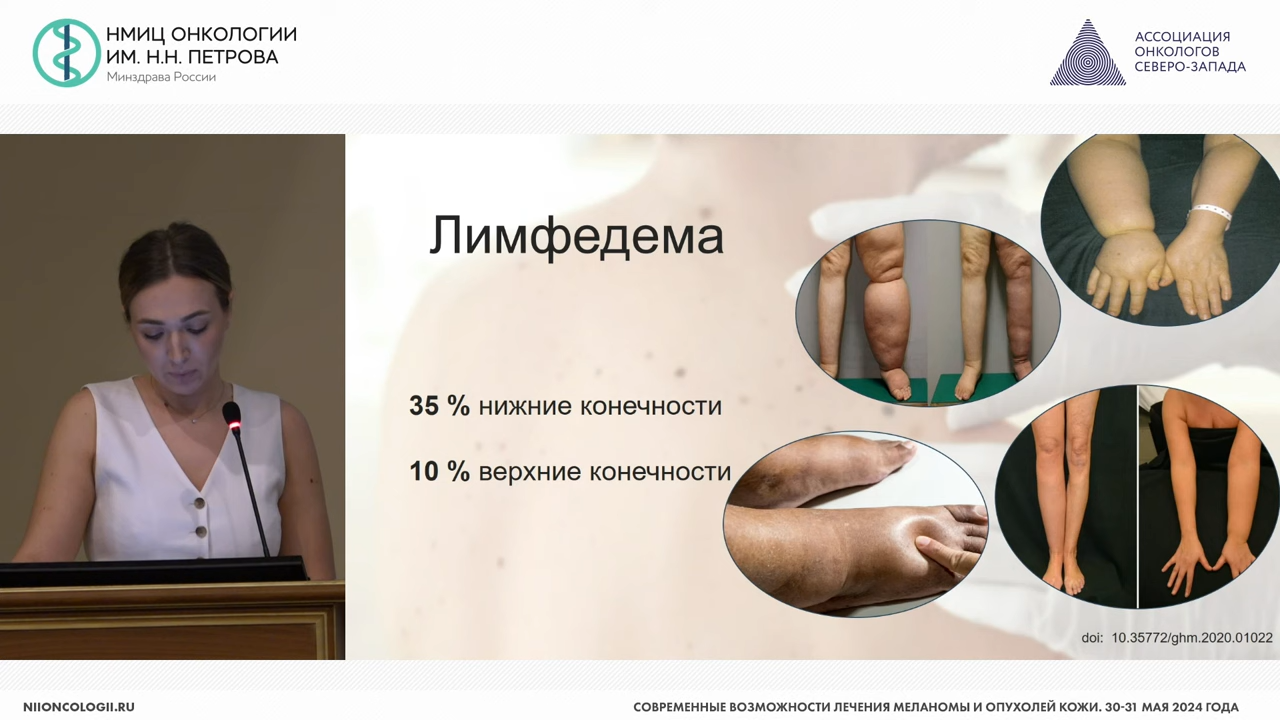 НМИЦ ОНКОЛОГИИ
ИМ. Н.Н. ПЕТРОВА
Минздрава России
АССОЦИАЦИЯ
ОНКОЛОГОВ
СЕВЕРО-ЗАПАДА
Лимфедема
35 % нижние конечности
10 % верхние конечности
doi: 10.35772/ghm.2020.01022
NIIONCOLOGII.RU
СОВРЕМЕННЫЕ ВОЗМОЖНОСТИ ЛЕЧЕНИЯ МЕЛАНОМЫ И ОПУХОЛЕЙ КОЖИ. 30-31 МАЯ 2024 ГОДА